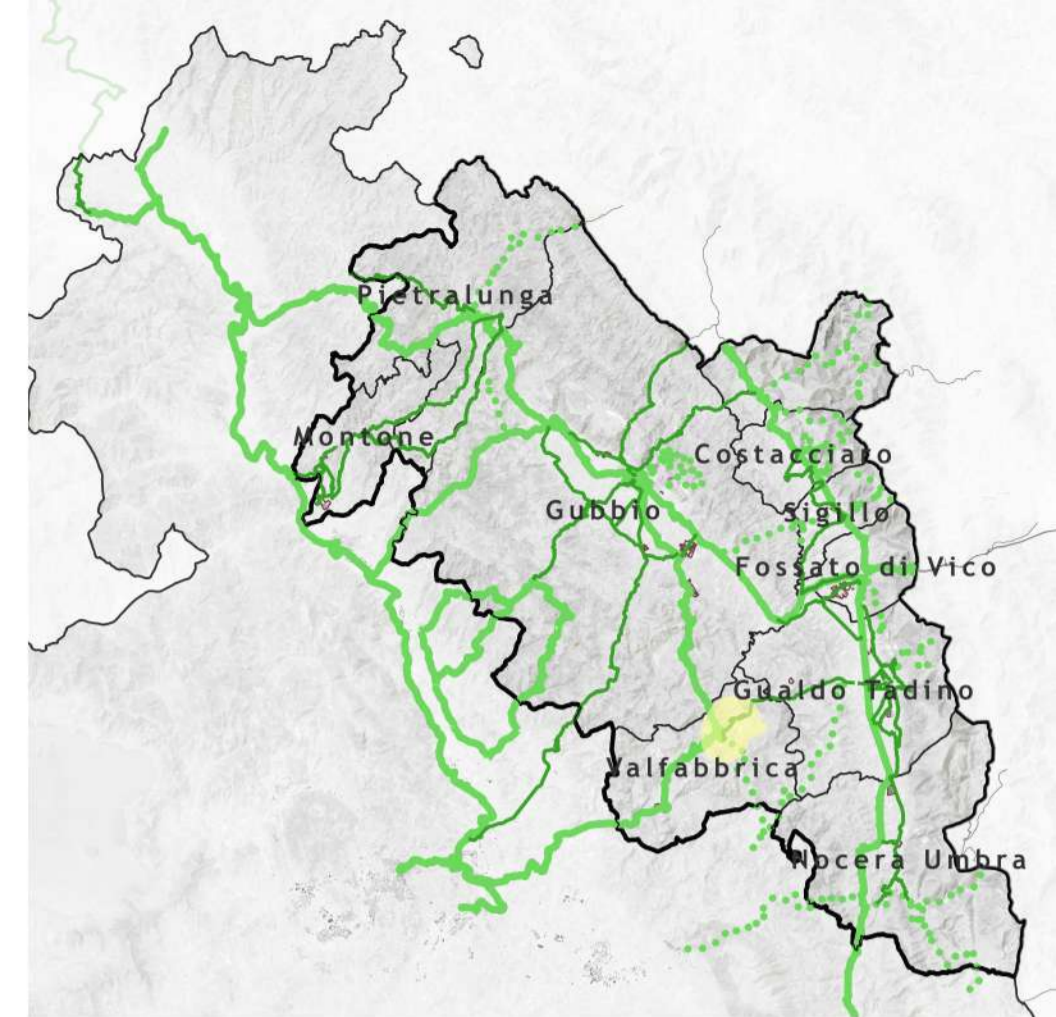 Pietralunga
Montone
Costacciaro
Gubbio
Sigillo
Fossato di Vico
Gualdo Tadino
Valfabbrica
Nocera Umbra